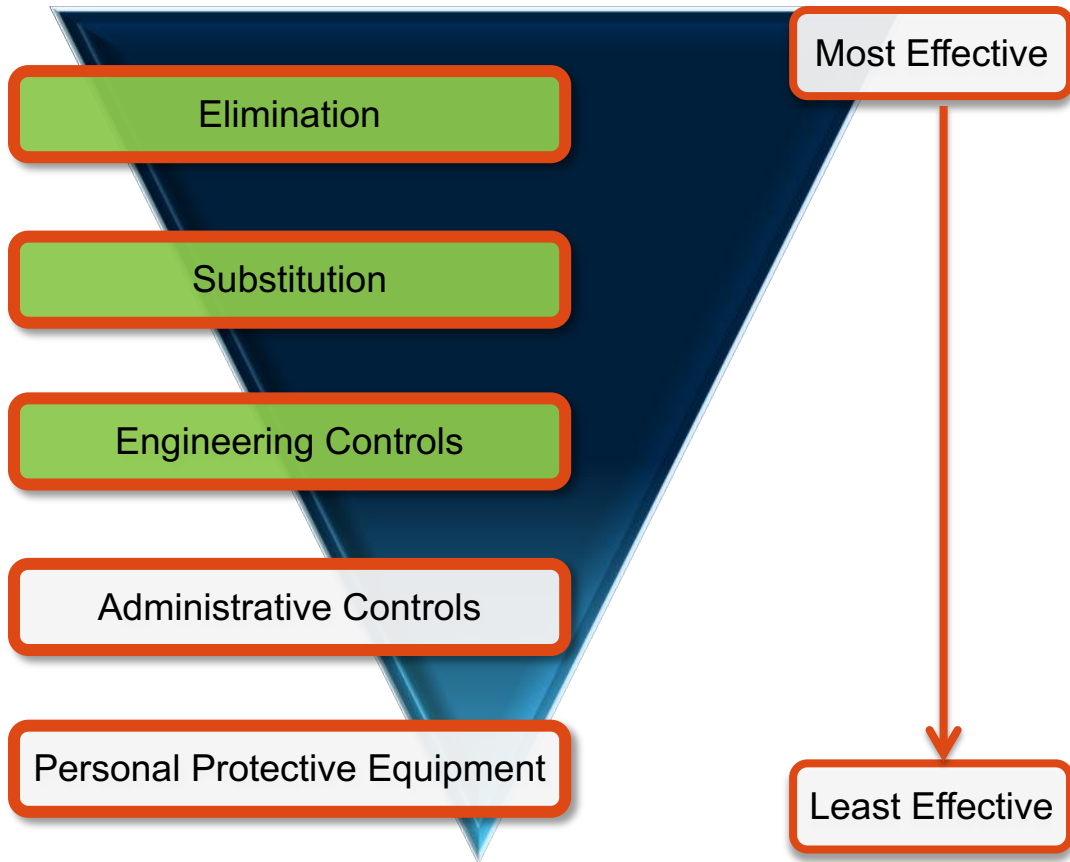 Most Effective
Elimination
Substitution
Engineering Controls
Administrative Controls
Personal Protective Equipment
Least Effective